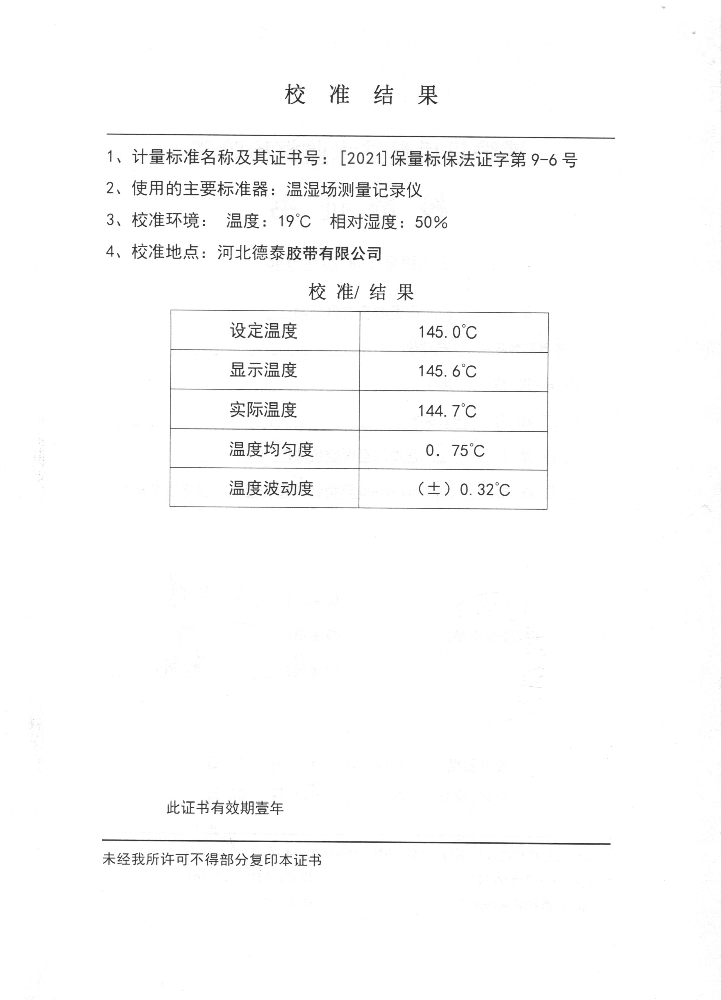 校 准 结 果
1、计量标准名称及其证书号：[2021]保量标保法证字第 9-6 号
2、使用的主要标准器：温湿场测量记录仪
3、校准环境： 温度：19℃ 相对湿度：50%
4、校准地点：河北德泰胶带有限公司
校 准/ 结 果
设定温度 145.0℃
显示温度 145.6℃
实际温度 144.7℃
温度均匀度 0. 75℃
温度波动度 （±）0.32℃
此证书有效期壹年
未经我所许可不得部分复印本证书